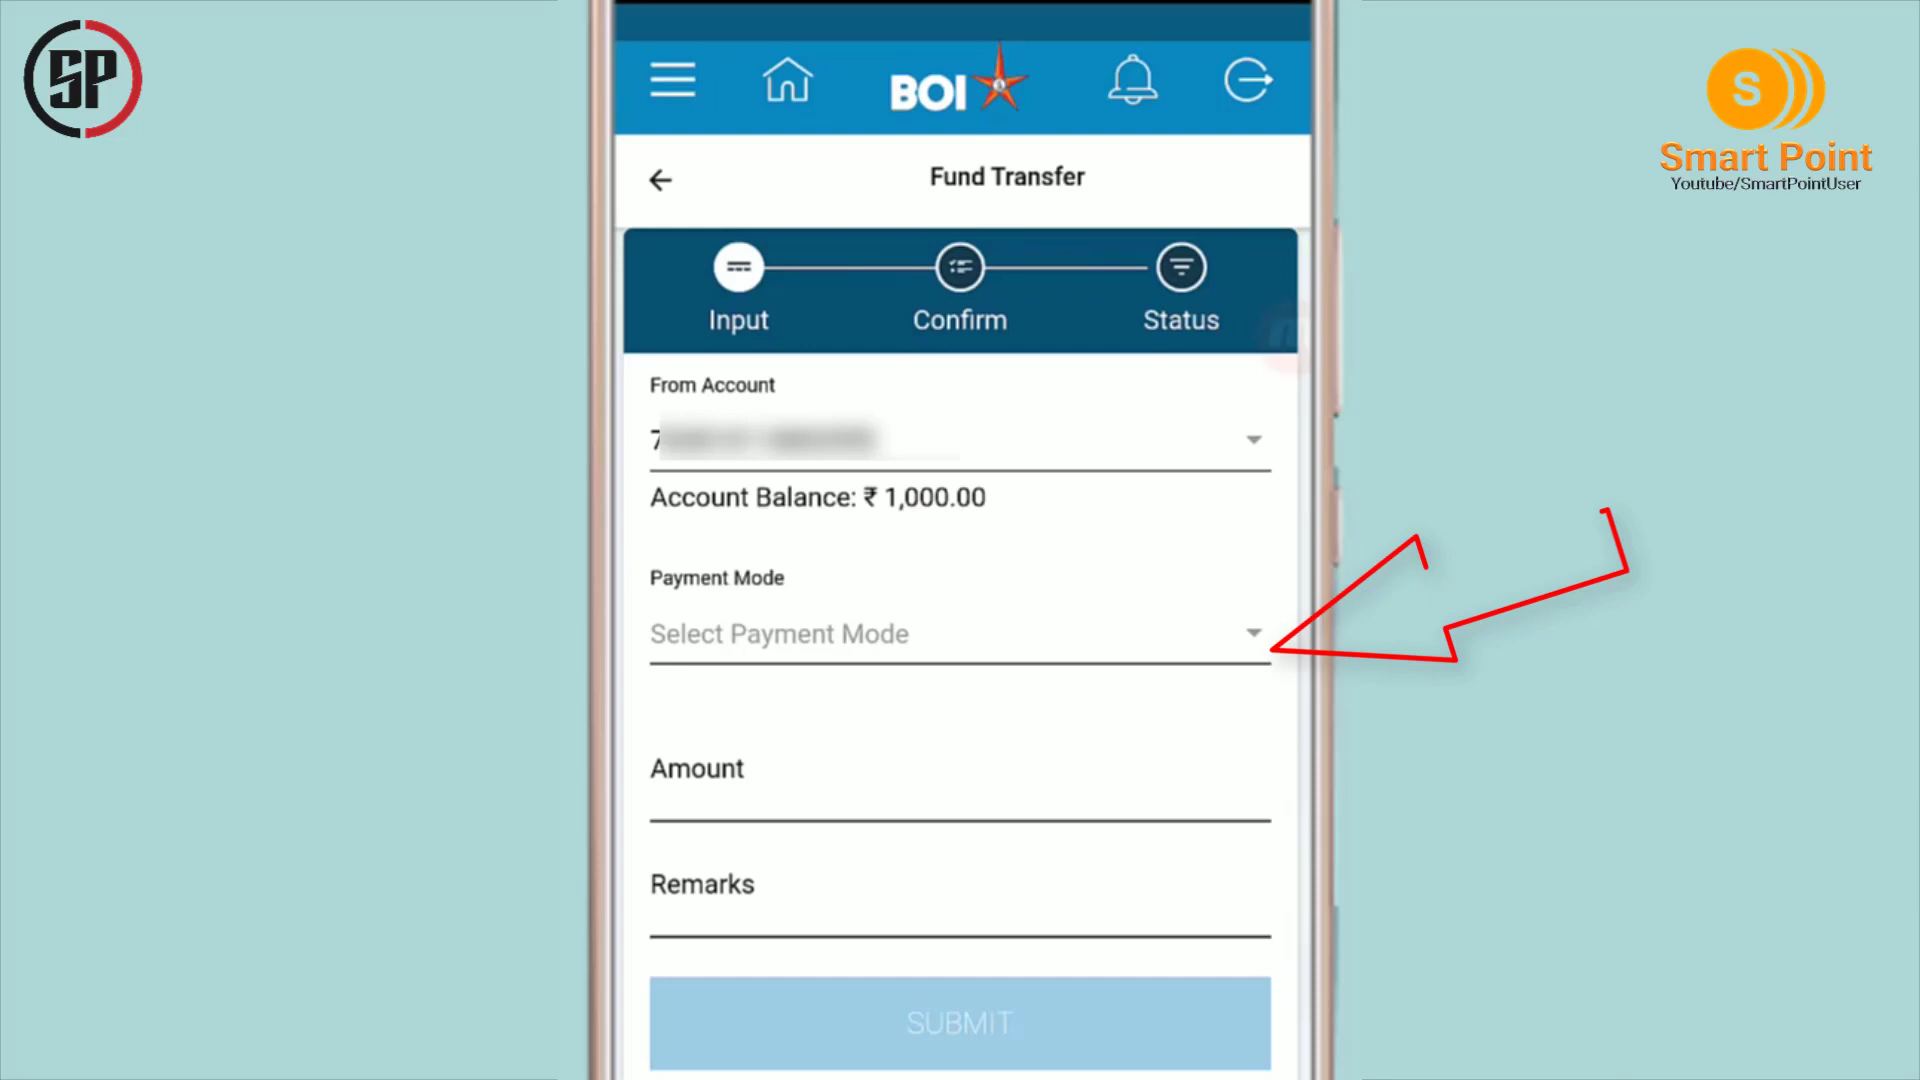 SP
BOI
S
Smart Point
Youtube/SmartPointUser
Fund Transfer
Input
Confirm
Status
From Account
7
Account Balance: ₹ 1,000.00
Payment Mode
Select Payment Mode
Amount
Remarks
SUBMIT